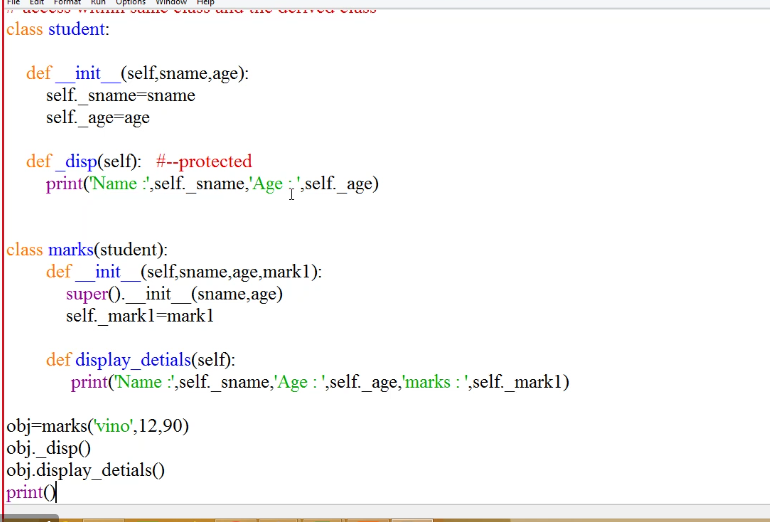 File Edit Format Run Options Window Help
# access within same class and the derived class
class student:
def __init__(self,sname,age):
self._sname=sname
self._age=age
def _disp(self): #--protected
print('Name :',self._sname,'Age : ',self._age)
class marks(student):
def __init__(self,sname,age,mark1):
super().__init__(sname,age)
self._mark1=mark1
def display_detials(self):
print('Name :',self._sname,'Age : ',self._age,'marks : ',self._mark1)
obj=marks('vino',12,90)
obj._disp()
obj.display_detials()
print()